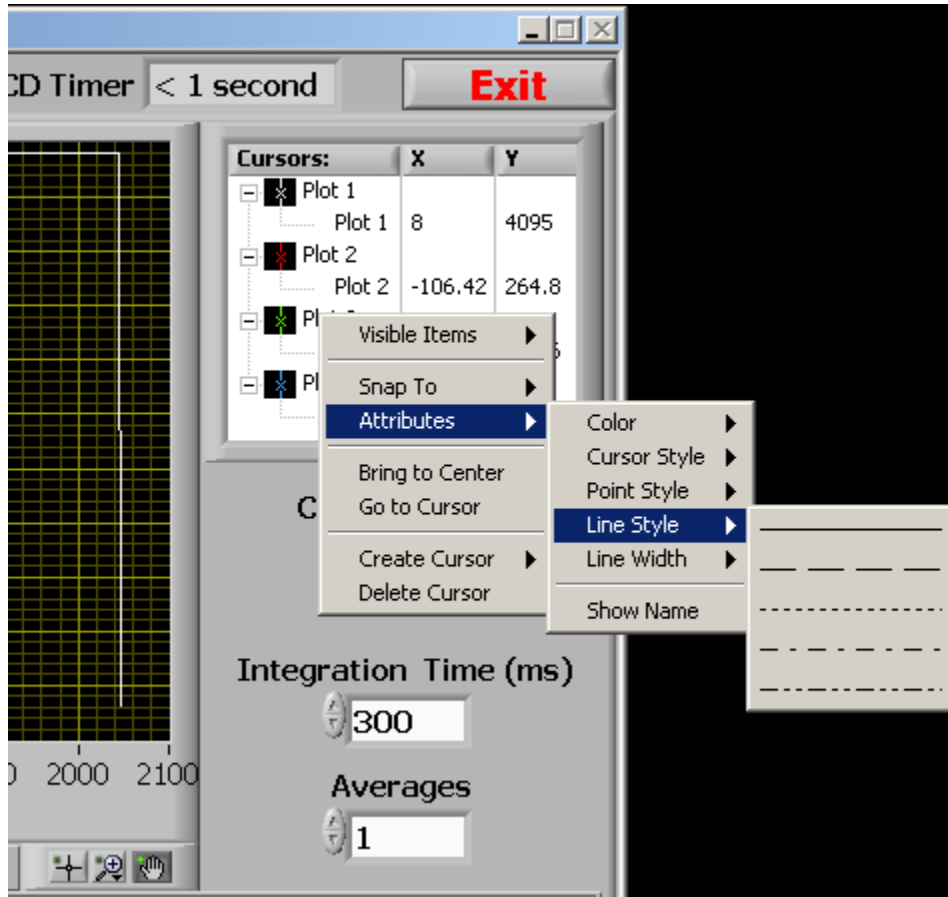 CD Timer < 1 second Exit
Cursors: X Y
Plot 1
Plot 1 8 4095
Plot 2
Plot 2 -106.42 264.8
Visible Items
Snap To
Attributes
Bring to Center
Go to Cursor
Create Cursor
Delete Cursor
Color
Cursor Style
Point Style
Line Style
Line Width
Show Name
Integration Time (ms)
300
2000 2100
Averages
1